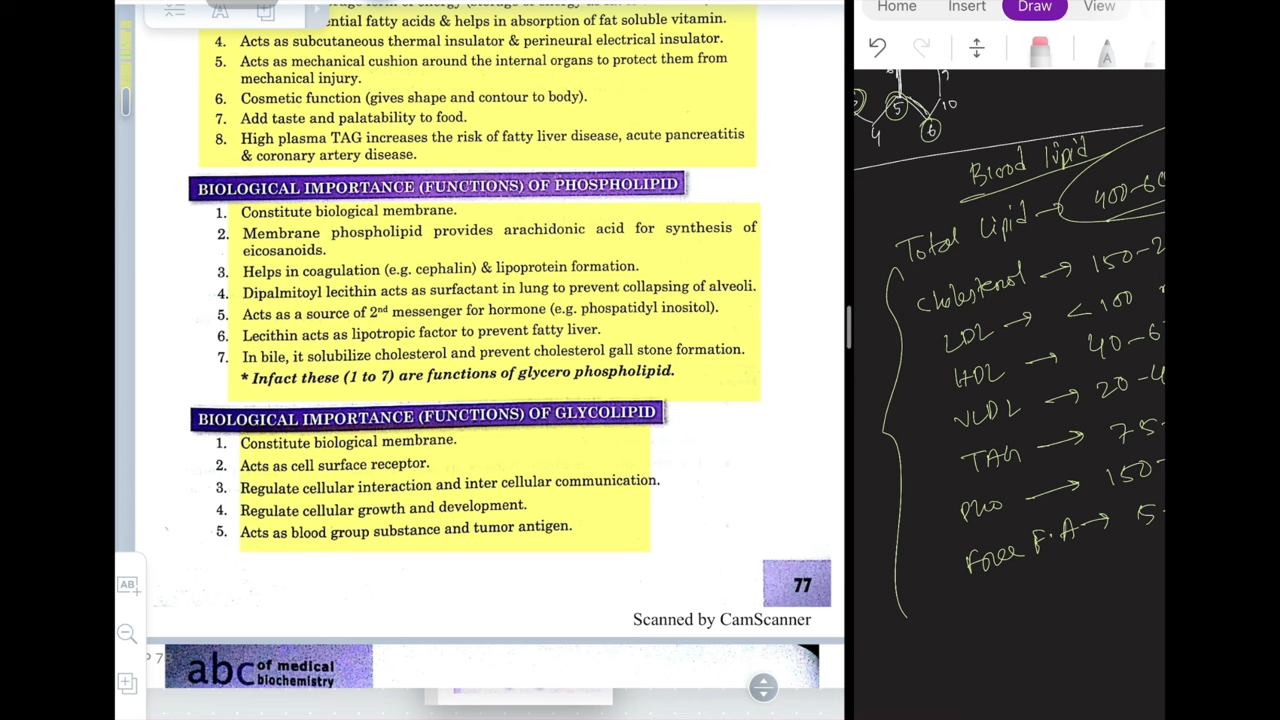 ential fatty acids & helps in absorption of fat soluble vitamin.
4. Acts as subcutaneous thermal insulator & perineural electrical insulator.
5. Acts as mechanical cushion around the internal organs to protect them from
mechanical injury.
6. Cosmetic function (gives shape and contour to body).
7. Add taste and palatability to food.
8. High plasma TAG increases the risk of fatty liver disease, acute pancreatitis
& coronary artery disease.
BIOLOGICAL IMPORTANCE (FUNCTIONS) OF PHOSPHOLIPID
1. Constitute biological membrane.
2. Membrane phospholipid provides arachidonic acid for synthesis of
eicosanoids.
3. Helps in coagulation (e.g. cephalin) & lipoprotein formation.
4. Dipalmitoyl lecithin acts as surfactant in lung to prevent collapsing of alveoli.
5. Acts as a source of 2nd messenger for hormone (e.g. phospatidyl inositol).
6. Lecithin acts as lipotropic factor to prevent fatty liver.
7. In bile, it solubilize cholesterol and prevent cholesterol gall stone formation.
* Infact these (1 to 7) are functions of glycero phospholipid.
BIOLOGICAL IMPORTANCE (FUNCTIONS) OF GLYCOLIPID
1. Constitute biological membrane.
2. Acts as cell surface receptor.
3. Regulate cellular interaction and inter cellular communication.
4. Regulate cellular growth and development.
5. Acts as blood group substance and tumor antigen.
77
Scanned by CamScanner
P 7
abc of medical
biochemistry
Home Insert Draw View
4 5 6 10
Blood lipid
Total lipid → 400-60
Cholesterol → 150-2
LDL → < 100
HDL → 40-6
VLDL → 20-4
TAG → 75-
PLO → 150-
F.A → 5-